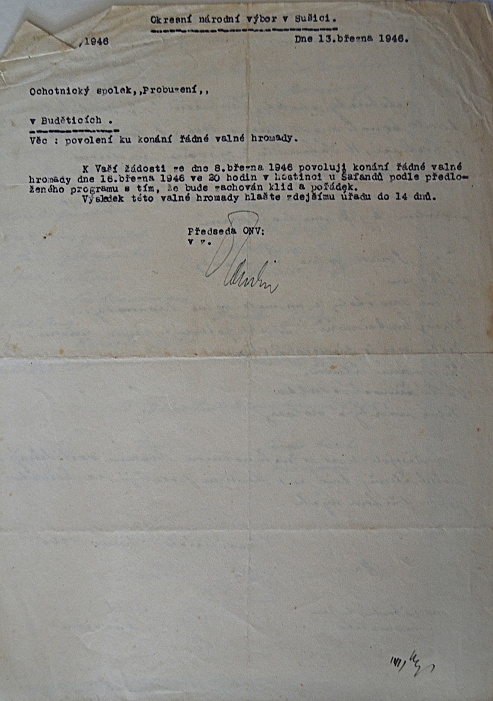 Okresní národní výbor v Sušici.
/1946 Dne 13.března 1946.
Ochotnický spolek,,Probuzení,,
v Buděticích .
Věc : povolení ku konání řádné valné hromady.
K Vaší žádosti ze dne 8.března 1946 povoluji konání řádné valné
hromady dne 16.března 1946 ve 20 hodin v hostinci u Šafandů podle předlo-
ženého programu s tím, že bude zachován klid a pořádek.
Výsledek této valné hromady hlaste zdejšímu úřadu do 14 dnů.
Předseda ONV:
v z.